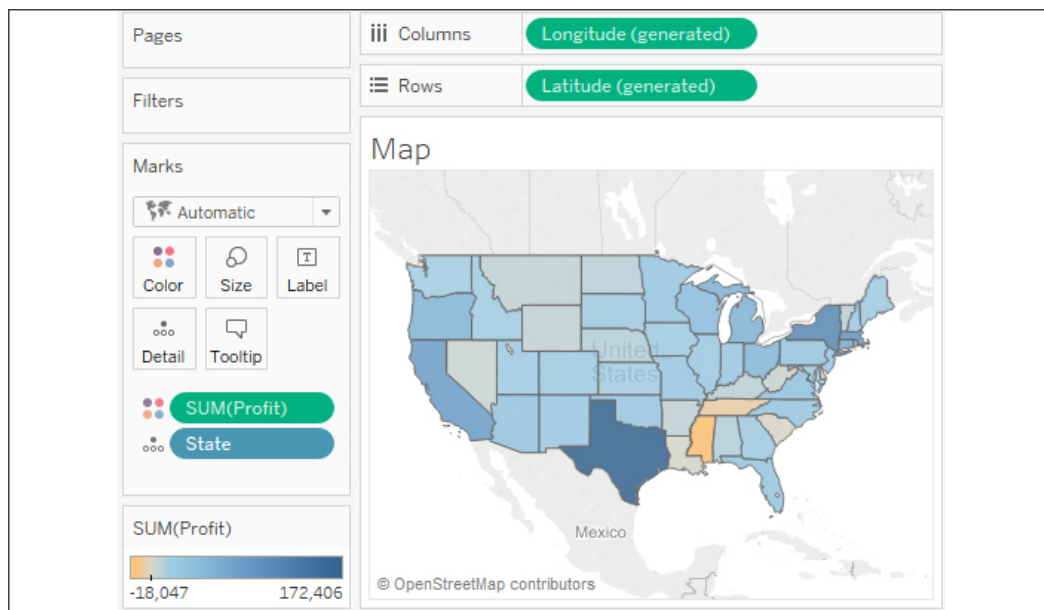 Pages
Filters
Marks
Automatic
Color
Size
Label
Detail
Tooltip
SUM(Profit)
State
SUM(Profit)
-18,047
172,406
Columns
Longitude (generated)
Rows
Latitude (generated)
Map
United
States
Mexico
© OpenStreetMap contributors